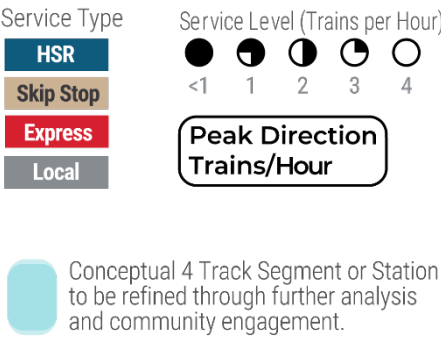 Service Type
HSR
Skip Stop
Express
Local
Service Level (Trains per Hour)
<1 1 2 3 4
Peak Direction
Trains/Hour
Conceptual 4 Track Segment or Station
to be refined through further analysis
and community engagement.